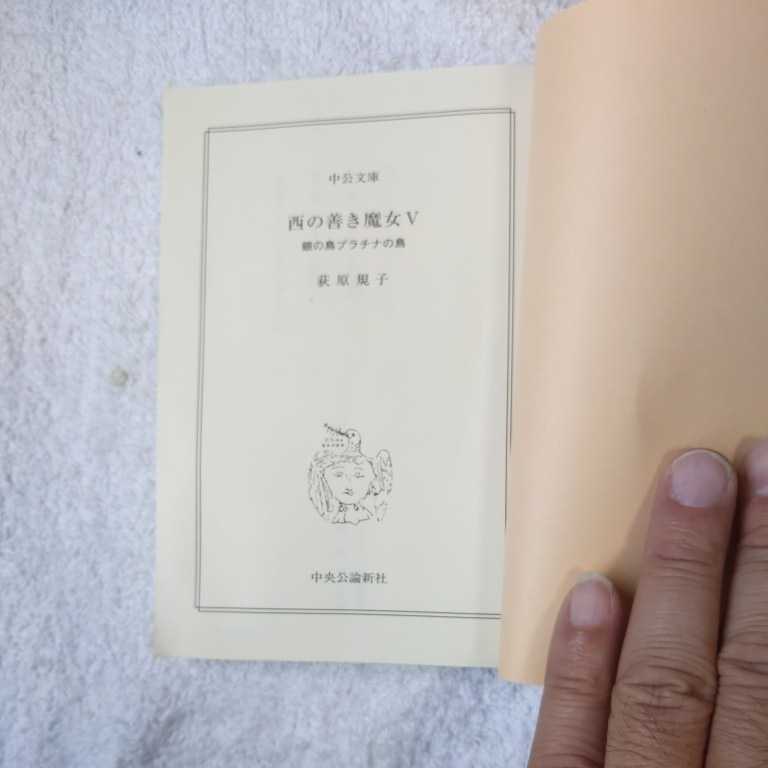 中公文庫
西の善き魔女V
銀の鳥プラチナの鳥
荻原規子
中央公論新社